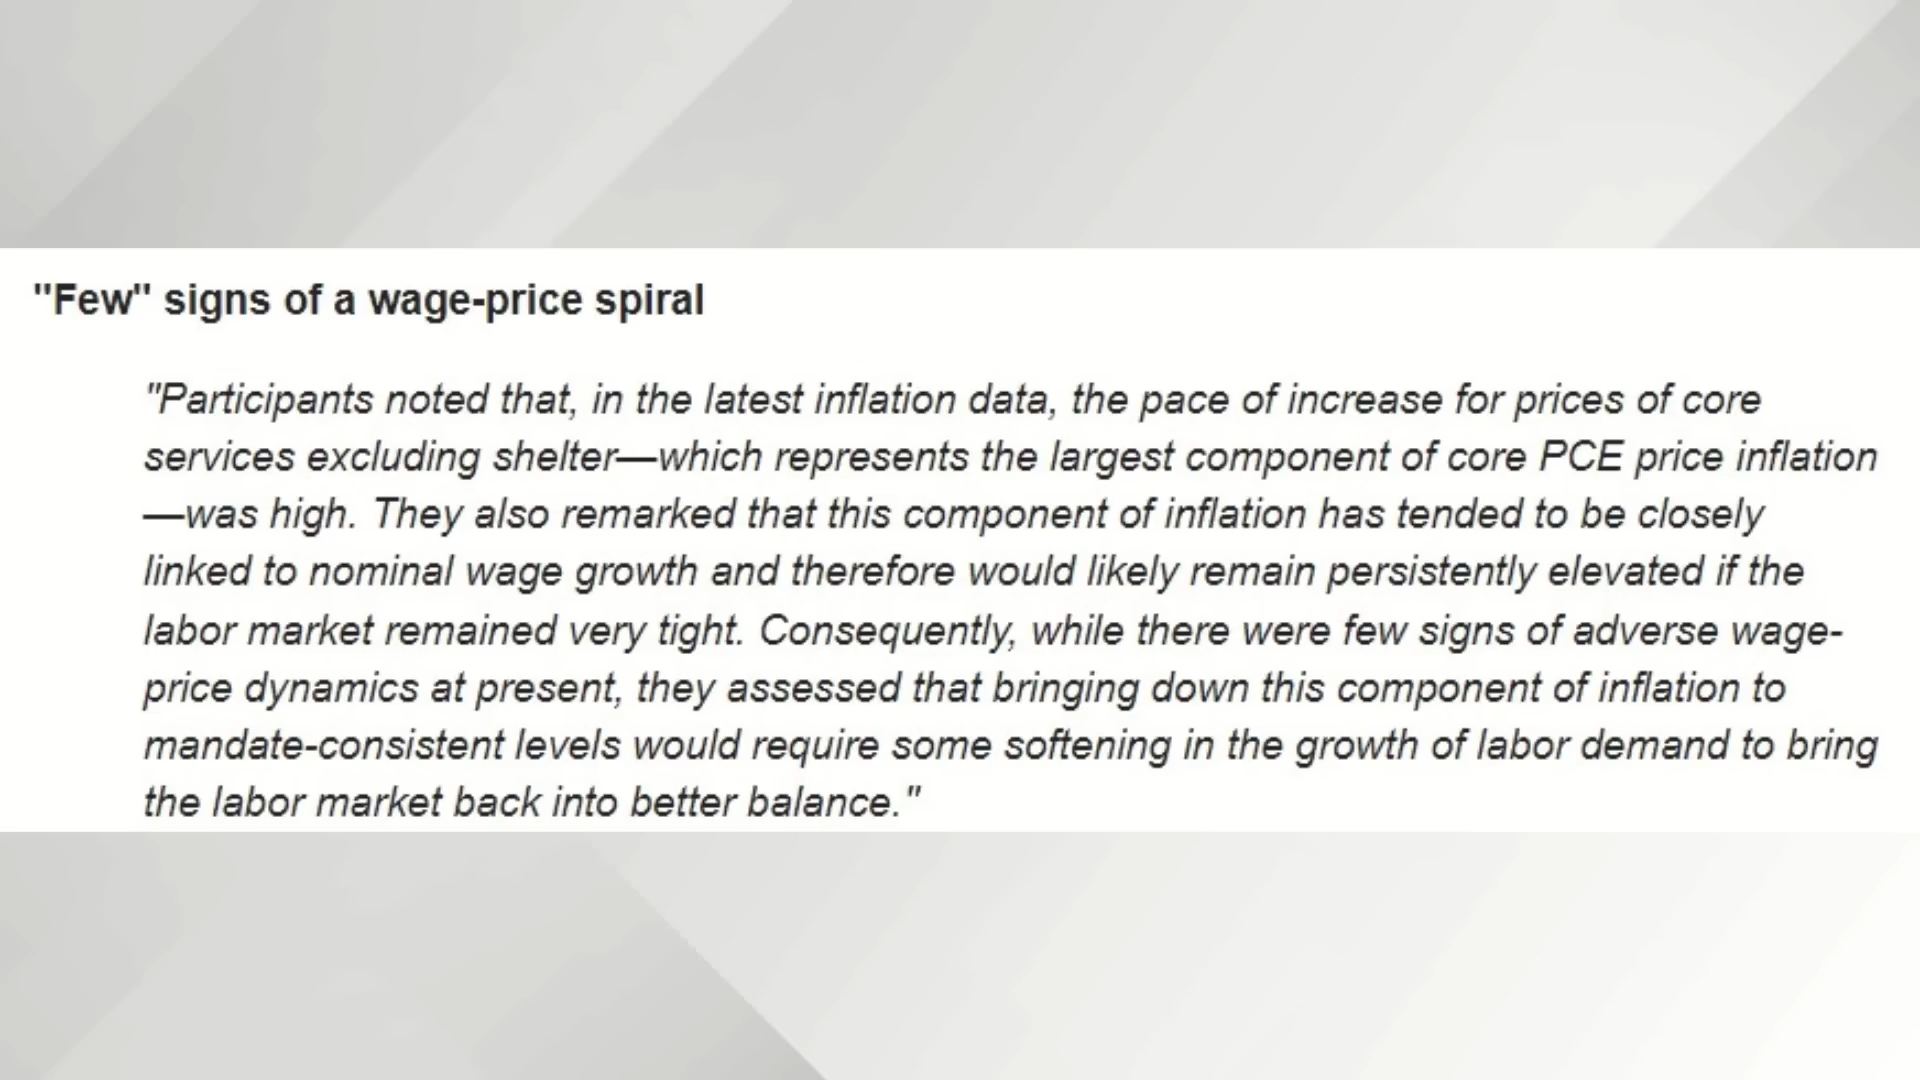 "Few" signs of a wage-price spiral
"Participants noted that, in the latest inflation data, the pace of increase for prices of core
services excluding shelter—which represents the largest component of core PCE price inflation
—was high. They also remarked that this component of inflation has tended to be closely
linked to nominal wage growth and therefore would likely remain persistently elevated if the
labor market remained very tight. Consequently, while there were few signs of adverse wage-
price dynamics at present, they assessed that bringing down this component of inflation to
mandate-consistent levels would require some softening in the growth of labor demand to bring
the labor market back into better balance."